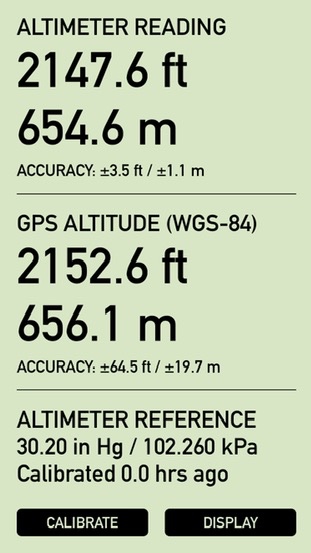 ALTIMETER READING
2147.6 ft
654.6 m
ACCURACY: ±3.5 ft / ±1.1 m
GPS ALTITUDE (WGS-84)
2152.6 ft
656.1 m
ACCURACY: ±64.5 ft / ±19.7 m
ALTIMETER REFERENCE
30.20 in Hg / 102.260 kPa
Calibrated 0.0 hrs ago
CALIBRATE DISPLAY